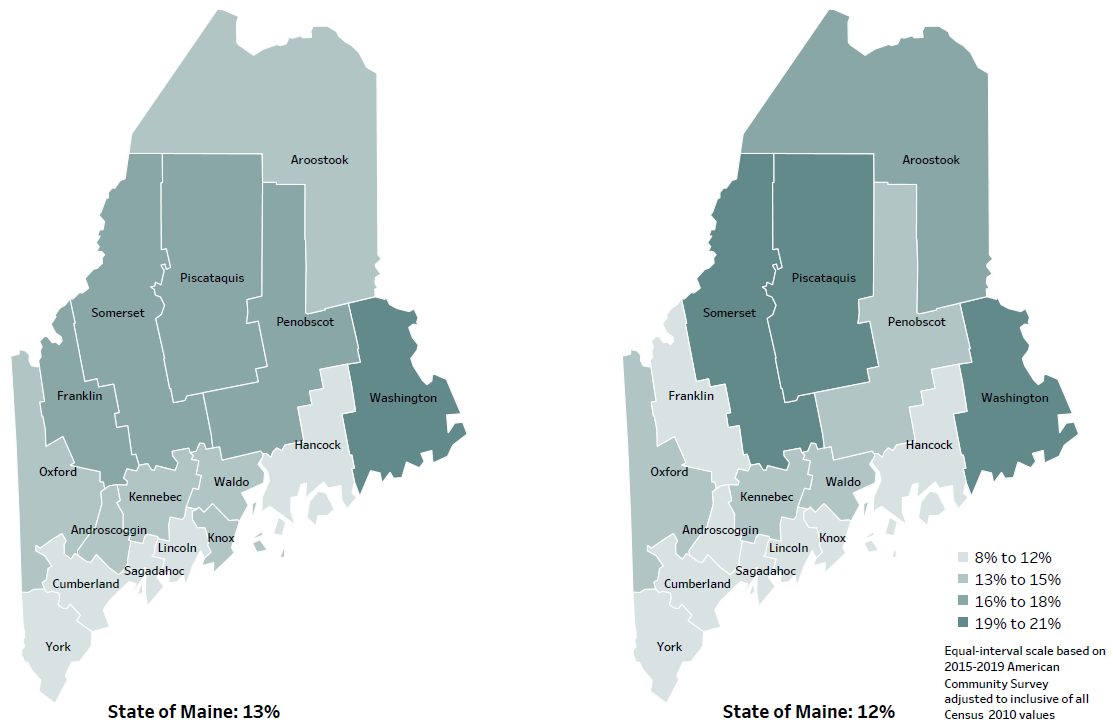 Aroostook
Piscataquis
Somerset
Penobscot
Franklin
Washington
Hancock
Oxford
Waldo
Kennebec
Androscoggin
Knox
Lincoln
Sagadahoc
Cumberland
York
State of Maine: 13%
Aroostook
Piscataquis
Somerset
Penobscot
Franklin
Washington
Hancock
Oxford
Waldo
Kennebec
Androscoggin
Knox
Lincoln
Sagadahoc
Cumberland
York
State of Maine: 12%
8% to 12%
13% to 15%
16% to 18%
19% to 21%
Equal-interval scale based on
2015-2019 American
Community Survey
adjusted to inclusive of all
Census 2010 values